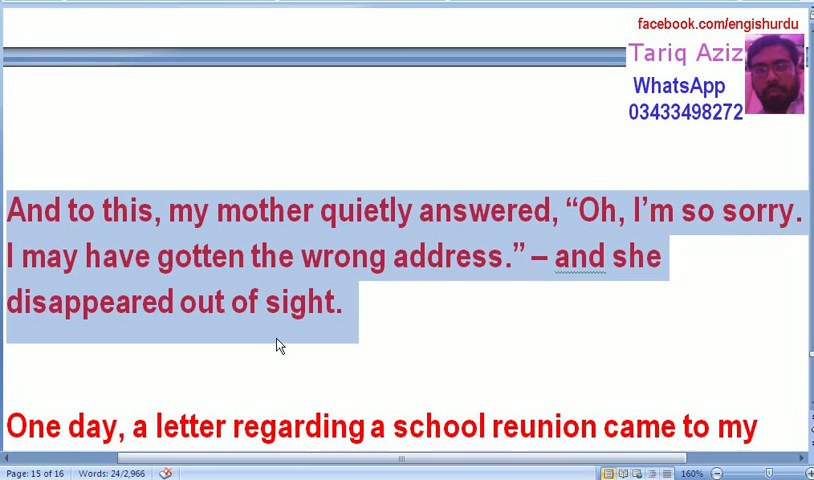 facebook.com/engishurdu
Tariq Aziz
WhatsApp
03433498272
And to this, my mother quietly answered, “Oh, I’m so sorry.
I may have gotten the wrong address.” – and she
disappeared out of sight.
One day, a letter regarding a school reunion came to my
Page: 15 of 16 Words: 24/2,966 160%